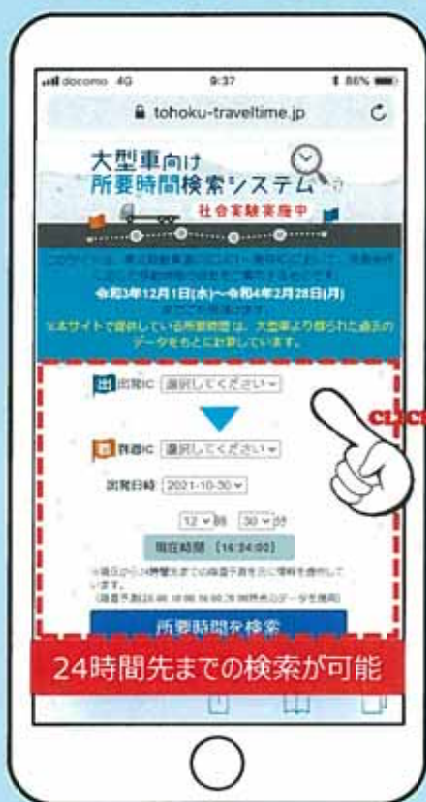 docomo 4G 9:37 86%
tohoku-traveltime.jp
大型車向け
所要時間検索システム
社会実験実施中
令和3年12月1日(水)～令和4年2月28日(月)
※本サイトで提供している所要時間は、大型車より得られた過去の
データをもとに計算しています。
出 出発IC 選択してください
CLICK
到着IC 選択してください
出発日時 2021-10-30
12 時 30 分
現在時間 [16:24:00]
います。
所要時間を検索
24時間先までの検索が可能